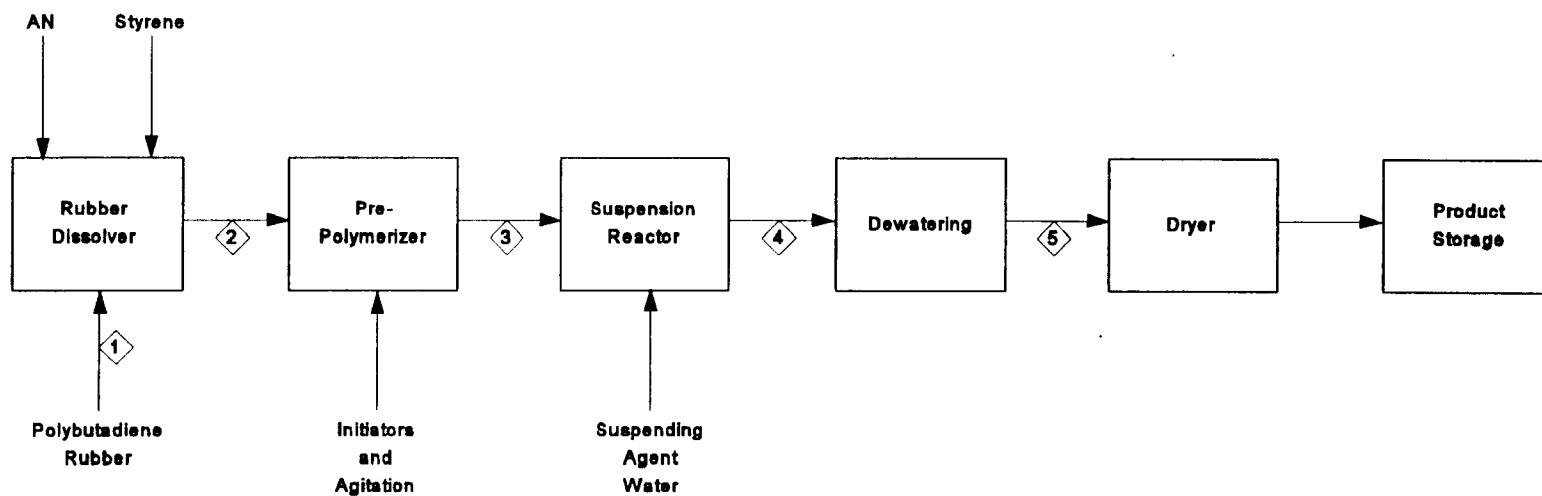 AN
Styrene
Rubber
Dissolver
2
Pre-
Polymerizer
3
Suspension
Reactor
4
Dewatering
5
Dryer
Product
Storage
1
Polybutadiene
Rubber
Initiators
and
Agitation
Suspending
Agent
Water